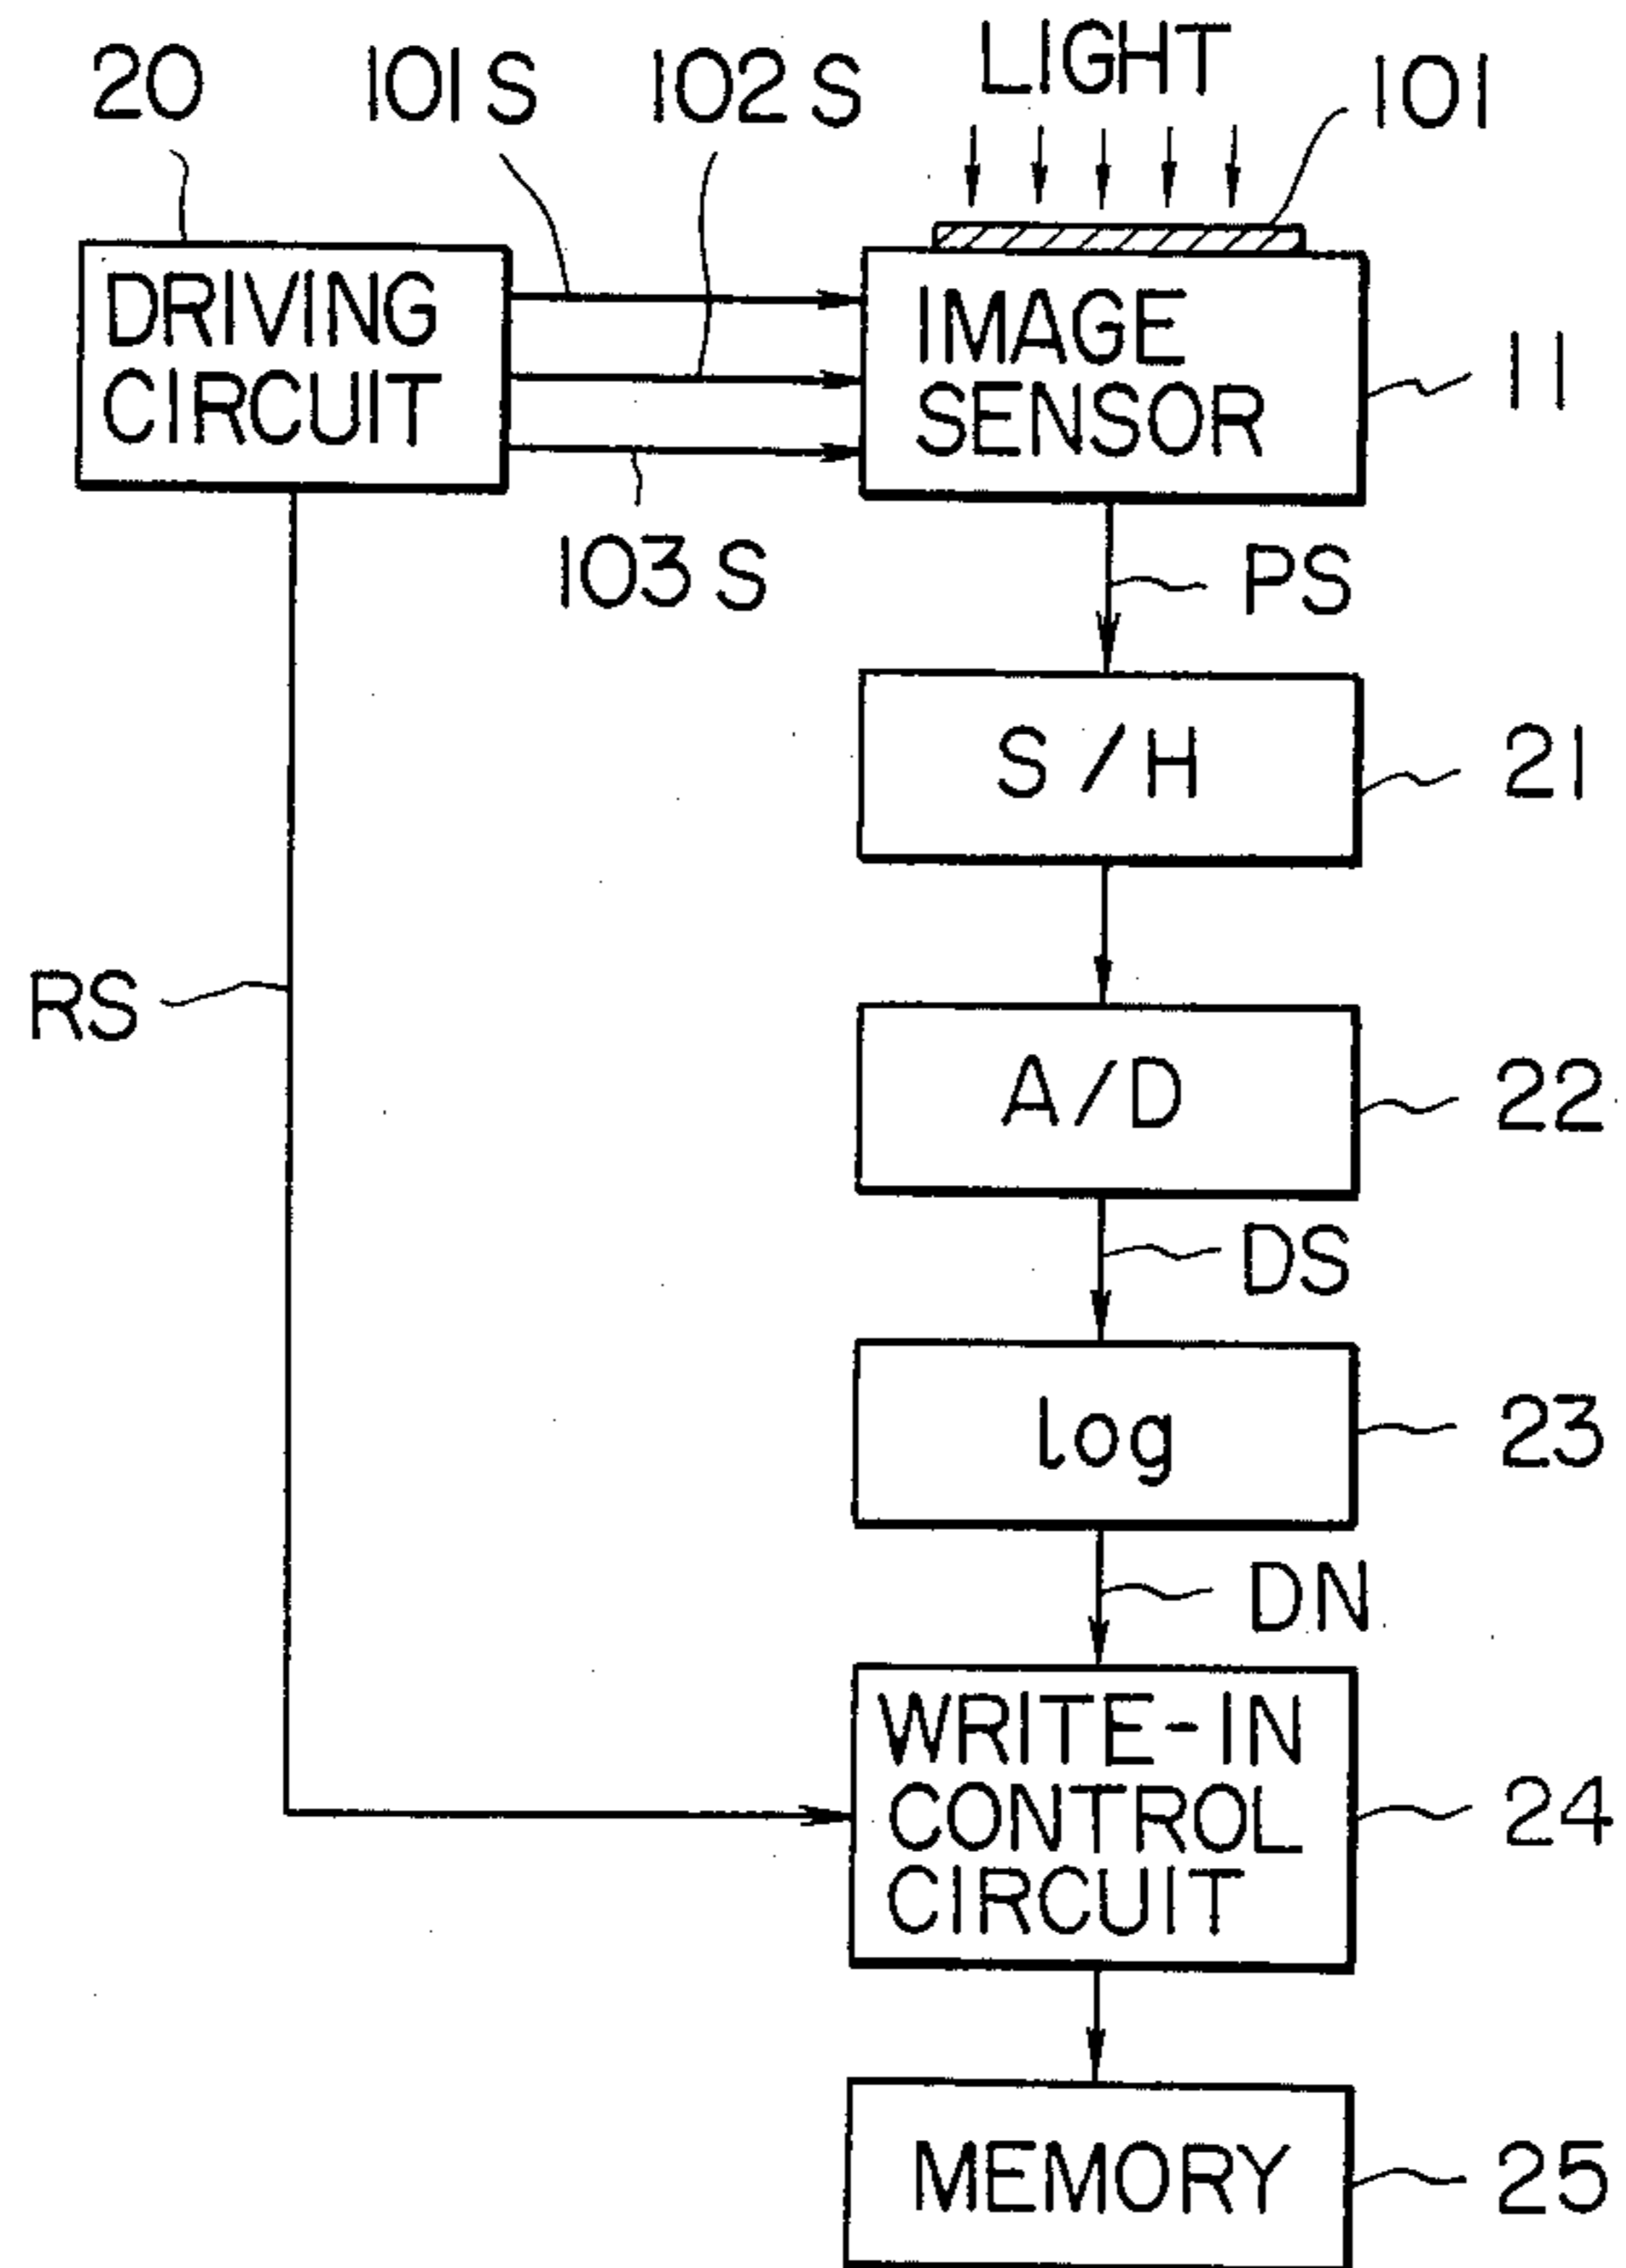 20
101S
102S
LIGHT
101
DRIVING
CIRCUIT
IMAGE
SENSOR
11
103S
PS
S/H
21
RS
A/D
22
DS
log
23
DN
WRITE-IN
CONTROL
CIRCUIT
24
MEMORY
25